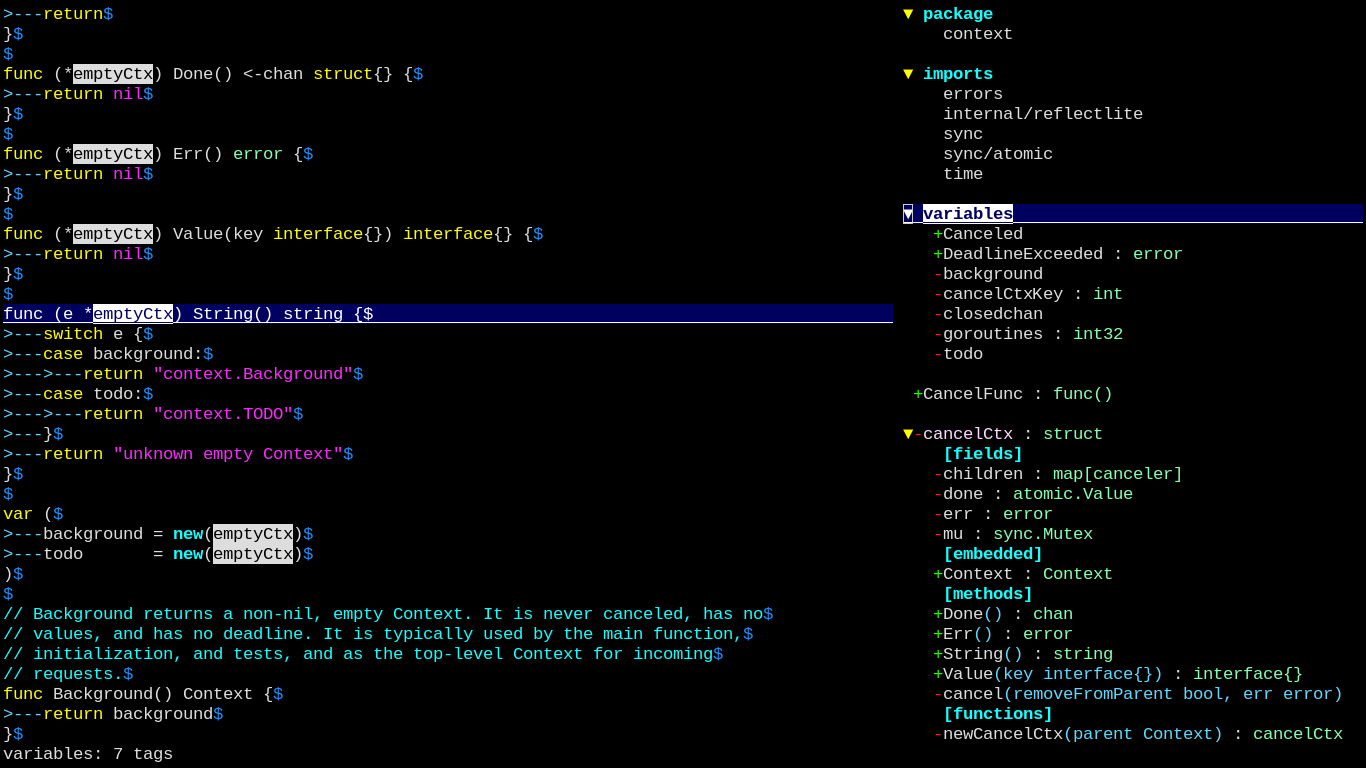 >---return$
}$
$
func (*emptyCtx) Done() <-chan struct{} {$
>---return nil$
}$
$
func (*emptyCtx) Err() error {$
>---return nil$
}$
$
func (*emptyCtx) Value(key interface{}) interface{} {$
>---return nil$
}$
$
func (e *emptyCtx) String() string {$
>---switch e {$
>---case background:$
>--->---return "context.Background"$
>---case todo:$
>--->---return "context.TODO"$
>---}$
>---return "unknown empty Context"$
}$
$
var ($
>---background = new(emptyCtx)$
>---todo       = new(emptyCtx)$
)$
$
// Background returns a non-nil, empty Context. It is never canceled, has no$
// values, and has no deadline. It is typically used by the main function,$
// initialization, and tests, and as the top-level Context for incoming$
// requests.$
func Background() Context {$
>---return background$
}$
variables: 7 tags
▼ package
    context
▼ imports
    errors
    internal/reflectlite
    sync
    sync/atomic
    time
▼ variables
   +Canceled
   +DeadlineExceeded : error
   -background
   -cancelCtxKey : int
   -closedchan
   -goroutines : int32
   -todo
 +CancelFunc : func()
▼-cancelCtx : struct
    [fields]
   -children : map[canceler]
   -done : atomic.Value
   -err : error
   -mu : sync.Mutex
    [embedded]
   +Context : Context
    [methods]
   +Done() : chan
   +Err() : error
   +String() : string
   +Value(key interface{}) : interface{}
   -cancel(removeFromParent bool, err error)
    [functions]
   -newCancelCtx(parent Context) : cancelCtx